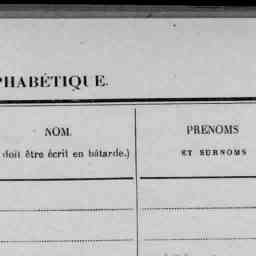 PHABÉTIQUE.
NOM.
PRENOMS
doit être écrit en bâtarde.)
ET SURNOMS